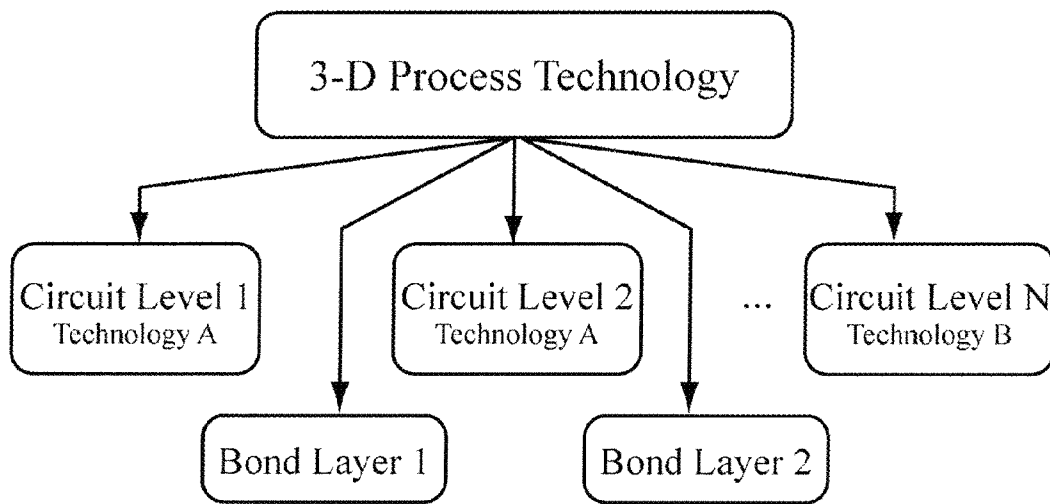 3-D Process Technology
Circuit Level 1
Technology A
Circuit Level 2
Technology A
...
Circuit Level N
Technology B
Bond Layer 1
Bond Layer 2